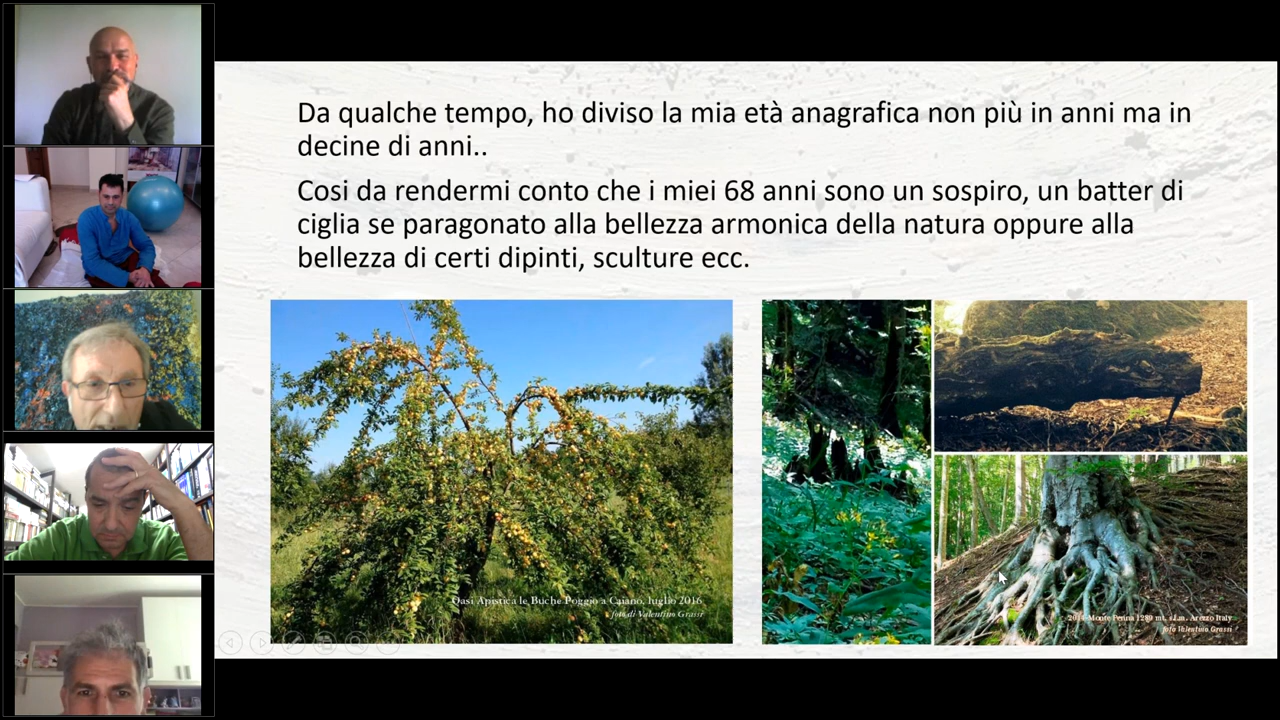 Da qualche tempo, ho diviso la mia età anagrafica non più in anni ma in
decine di anni..
Cosi da rendermi conto che i miei 68 anni sono un sospiro, un batter di
ciglia se paragonato alla bellezza armonica della natura oppure alla
bellezza di certi dipinti, sculture ecc.
Oasi Apistica le Buche Poggio a Caiano, luglio 2016
foto di Valentino Grassi
Monte Penna 1289 mt. Arezzo Italy
foto Valentino Grassi